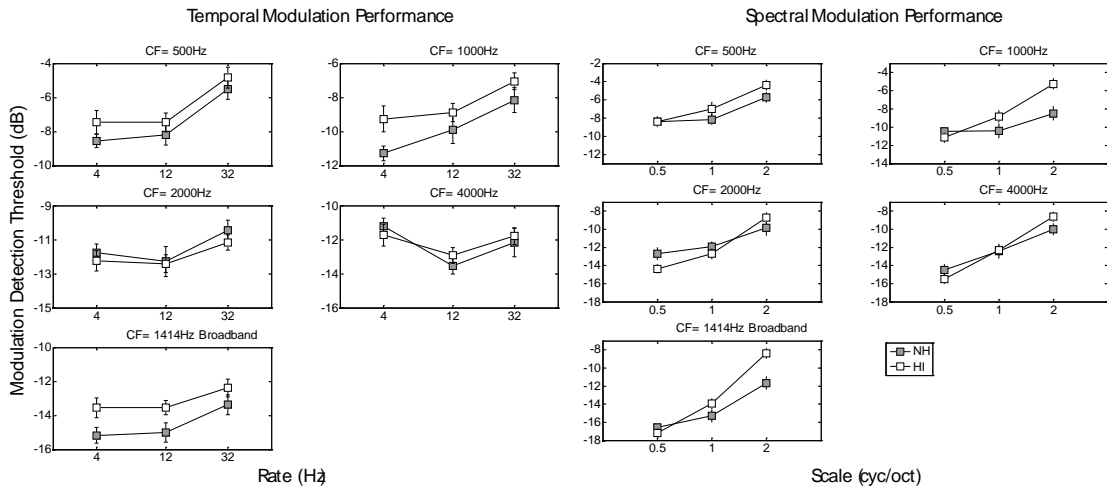 Temporal Modulation Performance
Spectral Modulation Performance
Modulation Detection Threshold (dB)
CF= 500Hz
-4
-6
-8
-10
4 12 32
CF= 1000Hz
-6
-8
-10
-12
4 12 32
CF= 2000Hz
-9
-11
-13
-15
4 12 32
CF= 4000Hz
-10
-12
-14
-16
4 12 32
CF= 1414Hz Broadband
-10
-12
-14
-16
4 12 32
Rate (Hz)
CF= 500Hz
-2
-4
-6
-8
-10
-12
0.5 1 2
CF= 1000Hz
-4
-6
-8
-10
-12
-14
0.5 1 2
CF= 2000Hz
-8
-10
-12
-14
-16
-18
0.5 1 2
CF= 4000Hz
-8
-10
-12
-14
-16
-18
0.5 1 2
CF= 1414Hz Broadband
-8
-10
-12
-14
-16
-18
0.5 1 2
Scale (cyc/oct)
NH
HI